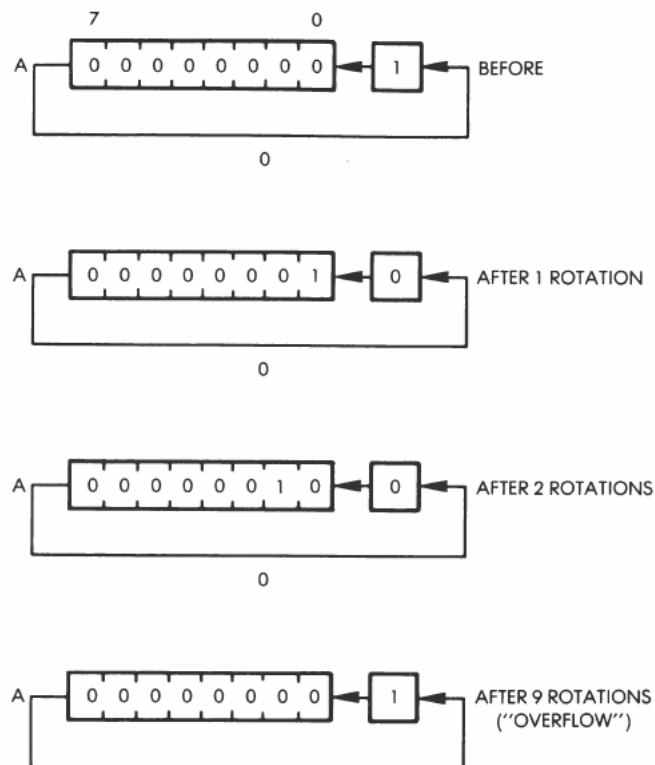 7 0
A 0 0 0 0 0 0 0 0 1 BEFORE
0
A 0 0 0 0 0 0 0 1 0 AFTER 1 ROTATION
0
A 0 0 0 0 0 0 1 0 0 AFTER 2 ROTATIONS
0
A 0 0 0 0 0 0 0 0 1 AFTER 9 ROTATIONS
(''OVERFLOW'')